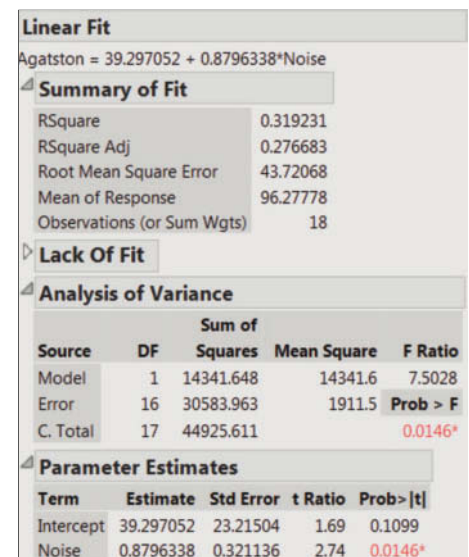 Linear Fit
Agatston = 39.297052 + 0.8796338*Noise
Summary of Fit
RSquare 0.319231
RSquare Adj 0.276683
Root Mean Square Error 43.72068
Mean of Response 96.27778
Observations (or Sum Wgts) 18
Lack Of Fit
Analysis of Variance
Sum of
Source DF Squares Mean Square F Ratio
Model 1 14341.648 14341.6 7.5028
Error 16 30583.963 1911.5 Prob > F
C. Total 17 44925.611 0.0146*
Parameter Estimates
Term Estimate Std Error t Ratio Prob>|t|
Intercept 39.297052 23.21504 1.69 0.1099
Noise 0.8796338 0.321136 2.74 0.0146*